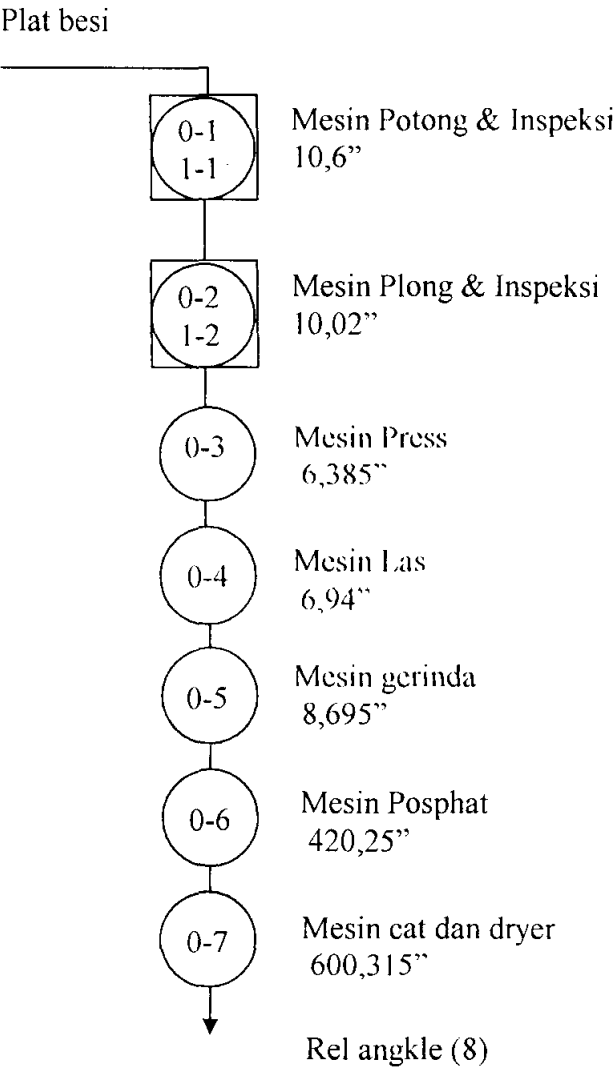 Plat besi
0-1
1-1
Mesin Potong & Inspeksi
10,6”
0-2
1-2
Mesin Plong & Inspeksi
10,02”
0-3
Mesin Press
6,385”
0-4
Mesin Las
6,94”
0-5
Mesin gerinda
8,695”
0-6
Mesin Posphat
420,25”
0-7
Mesin cat dan dryer
600,315”
Rel angkle (8)